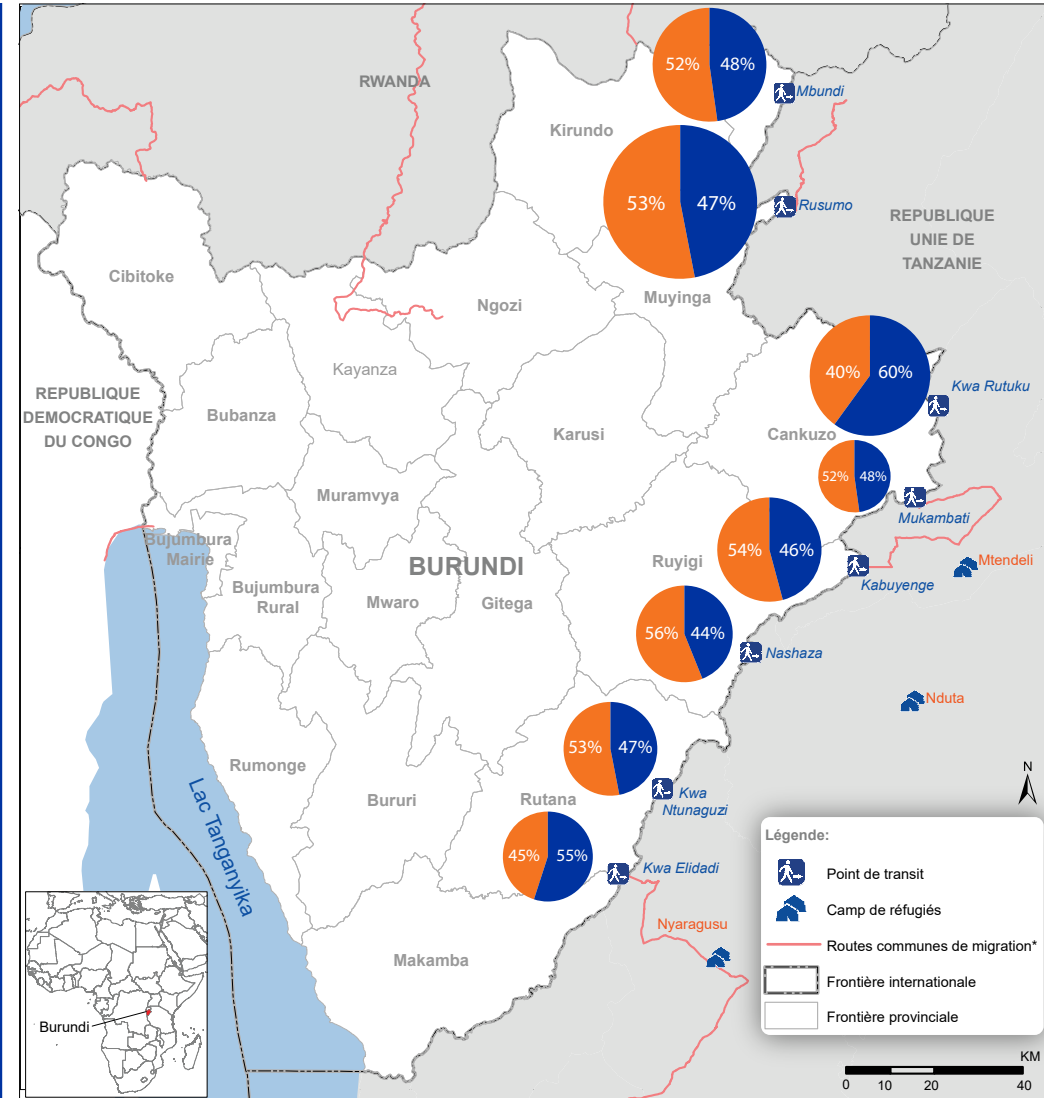 52% 48%
Mbundi
RWANDA
Kirundo
53% 47%
Rusumo
REPUBLIQUE
UNIE DE
TANZANIE
Cibitoke
Ngozi
Muyinga
Kayanza
40% 60%
Kwa Rutuku
REPUBLIQUE
DEMOCRATIQUE
DU CONGO
Bubanza
Karusi
Cankuzo
52% 48%
Muramvya
Mukambati
Bujumbura
Mairie
54% 46%
Ruyigi
BURUNDI
Mtendeli
Kabuyenge
Bujumbura
Rural
Mwaro
Gitega
56% 44%
Nashaza
Nduta
53% 47%
Rumonge
Bururi
Rutana
Kwa
Ntunaguzi
N
Lac Tanganyika
45% 55%
Kwa Elidadi
Nyaragusu
Makamba
Burundi
Légende:
Point de transit
Camp de réfugiés
Routes communes de migration*
Frontière internationale
Frontière provinciale
KM
0 10 20 40